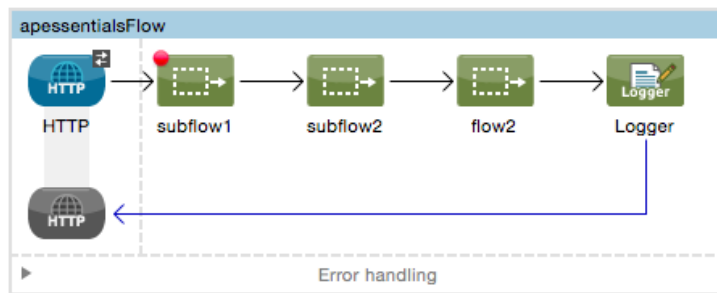 apessentialsFlow
HTTP
Logger
HTTP
subflow1
subflow2
flow2
Logger
HTTP
Error handling